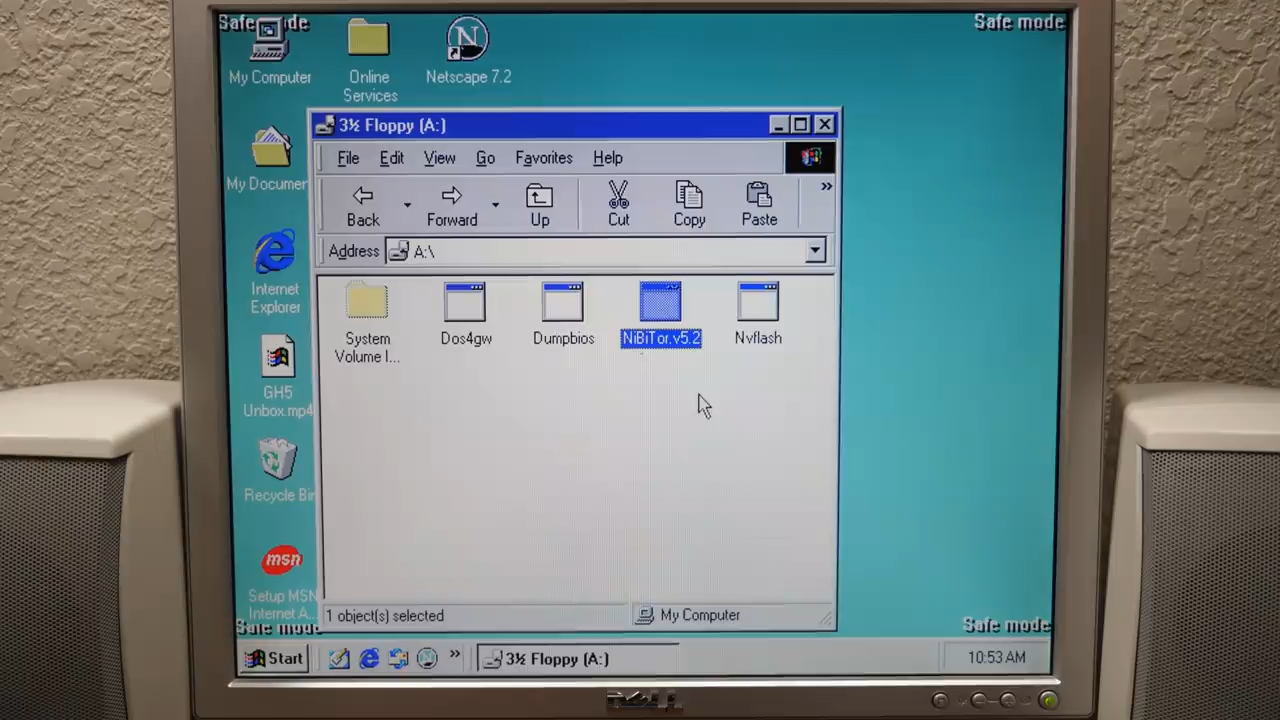 Safe mode
Safe mode
My Computer
Online
Services
N
Netscape 7.2
3½ Floppy (A:)
File Edit View Go Favorites Help
Back
Forward
Up
Cut
Copy
Paste
»
Address
A:\
My Documen
Internet
Explorer
GH5
Unbox.mp4
Recycle Bin
msn
Setup MSN
Internet A...
System
Volume I...
Dos4gw
Dumpbios
NiBiTor.v5.2
Nvflash
1 object(s) selected
My Computer
Safe mode
Safe mode
Start
»
3½ Floppy (A:)
10:53 AM
DELL